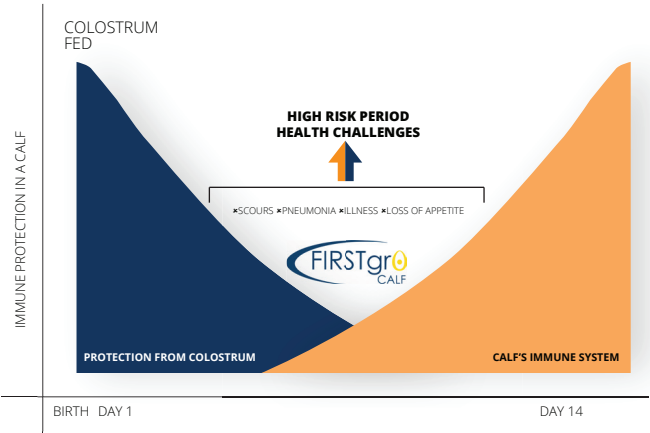 COLOSTRUM
FED
IMMUNE PROTECTION IN A CALF
HIGH RISK PERIOD
HEALTH CHALLENGES
×SCOURS ×PNEUMONIA ×ILLNESS ×LOSS OF APPETITE
FIRSTgro
CALF
PROTECTION FROM COLOSTRUM
CALF'S IMMUNE SYSTEM
BIRTH DAY 1
DAY 14